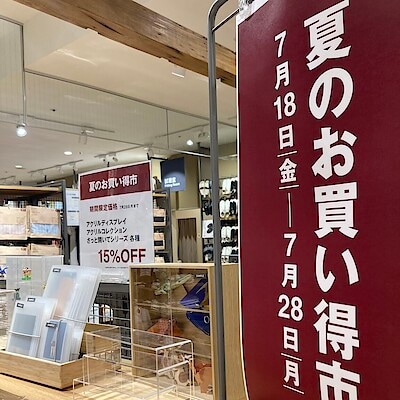 夏のお買い得市
7月18日(金)―7月28日(月)
夏のお買い得市
期間限定価格
アクリルディスプレイ
アクリルコレクション
さっと開いてシリーズ 各種
15%OFF